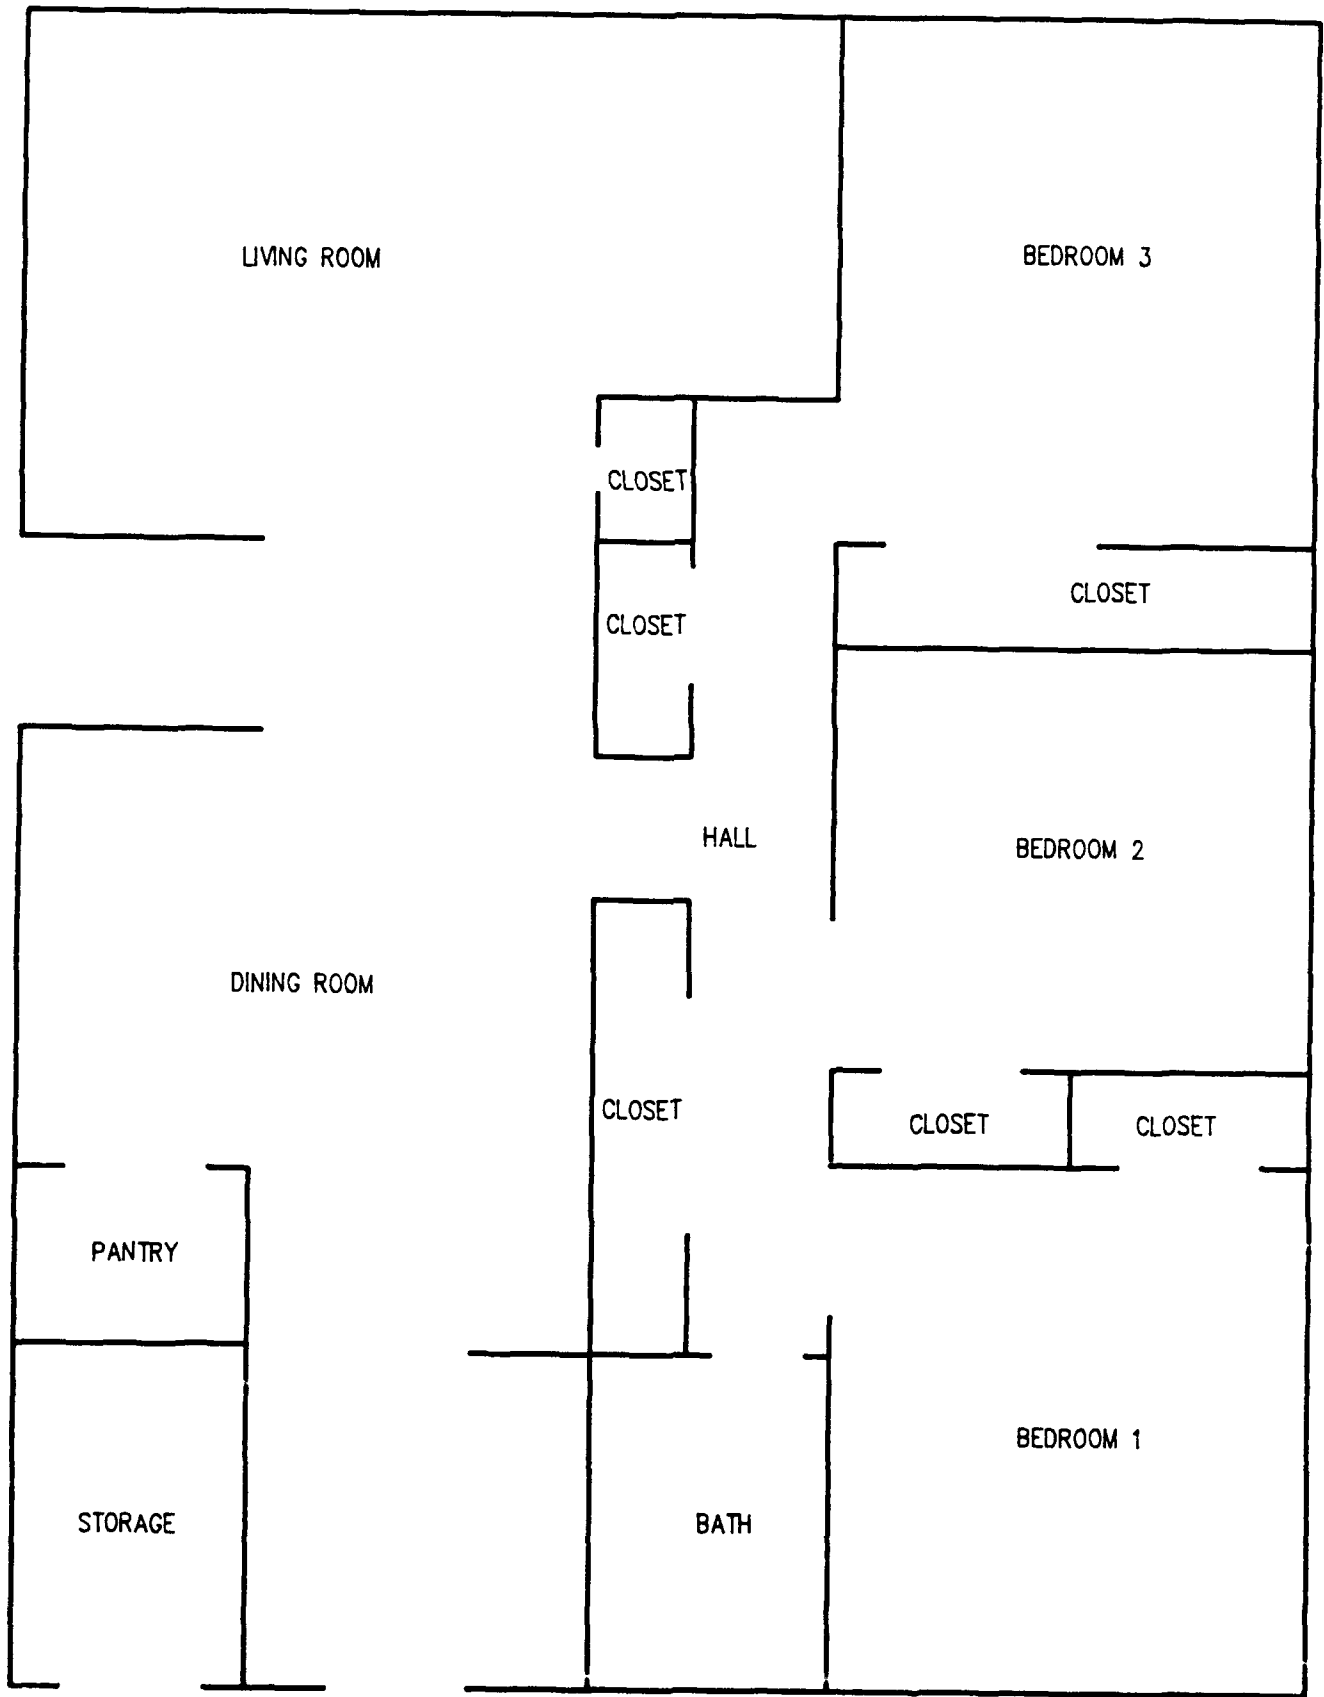 LIVING ROOM
BEDROOM 3
CLOSET
CLOSET
CLOSET
HALL
BEDROOM 2
DINING ROOM
CLOSET
CLOSET
CLOSET
PANTRY
BEDROOM 1
STORAGE
BATH